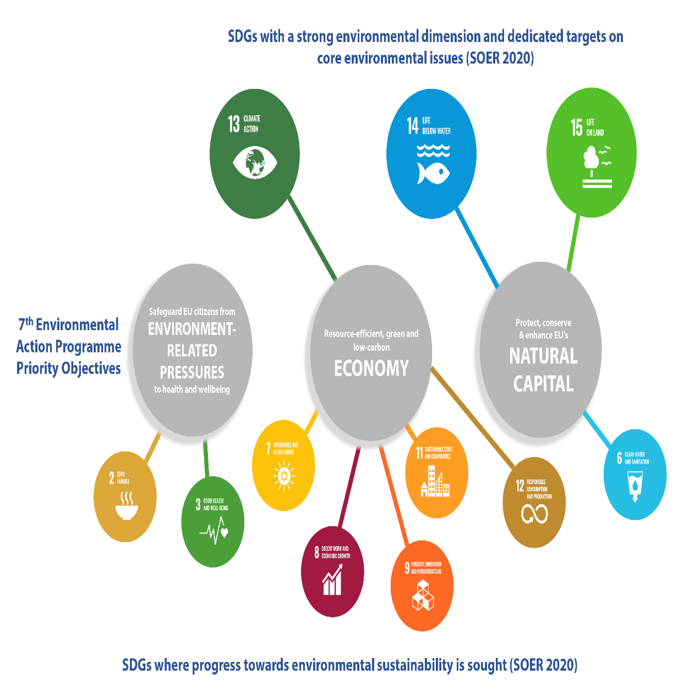 SDGs with a strong environmental dimension and dedicated targets on
core environmental issues (SOER 2020)
13 CLIMATE
ACTION
14 LIFE
BELOW WATER
15 LIFE
ON LAND
7th Environmental
Action Programme
Priority Objectives
Safeguard EU citizens from
ENVIRONMENT-
RELATED
PRESSURES
to health and wellbeing
Resource-efficient, green and
low-carbon
ECONOMY
Protect, conserve
& enhance EU's
NATURAL
CAPITAL
2 ZERO
HUNGER
3 GOOD HEALTH
AND WELL-BEING
7 AFFORDABLE AND
CLEAN ENERGY
8 DECENT WORK AND
ECONOMIC GROWTH
9 INDUSTRY, INNOVATION
AND INFRASTRUCTURE
11 SUSTAINABLE CITIES
AND COMMUNITIES
12 RESPONSIBLE
CONSUMPTION
AND PRODUCTION
6 CLEAN WATER
AND SANITATION
SDGs where progress towards environmental sustainability is sought (SOER 2020)